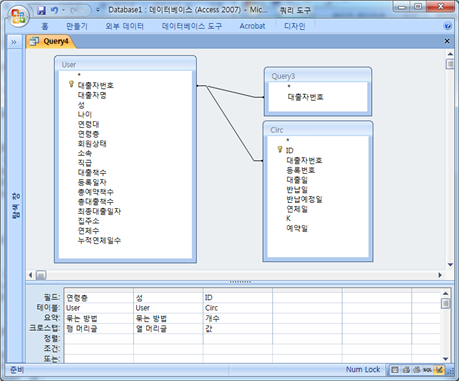 Database1 : 데이터베이스 (Access 2007) - Mic... 쿼리 도구
홈 만들기 외부 데이터 데이터베이스 도구 Acrobat 디자인
Query4
탐색 창
User
*
대출자번호
대출자명
성
나이
연령대
연령층
회원상태
소속
직급
대출책수
등록일자
총예약책수
총대출책수
최종대출일자
집주소
연체수
누적연체일수
Query3
*
대출자번호
Circ
*
ID
대출자번호
등록번호
대출일
반납일
반납예정일
연체일
K
예약일
필드: 연령층 성 ID
테이블: User User Circ
요약: 묶는 방법 묶는 방법 개수
크로스탭: 행 머리글 열 머리글 값
정렬:
조건:
또는:
준비 Num Lock SQL